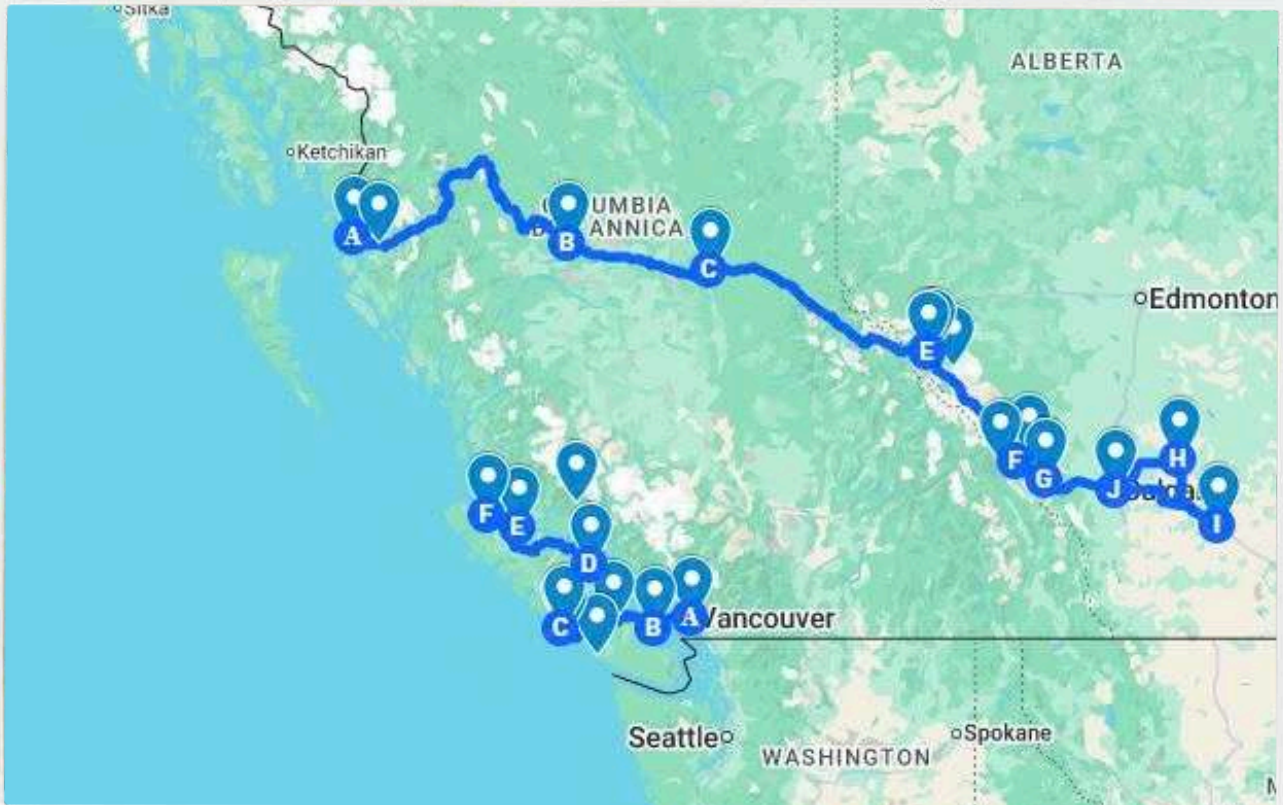 Sitka
ALBERTA
Ketchikan
UMBIA
ANNICA
A
B
C
Edmonton
E
F
G
J
H
I
F
E
D
C
B
A
Vancouver
Seattle
Spokane
WASHINGTON